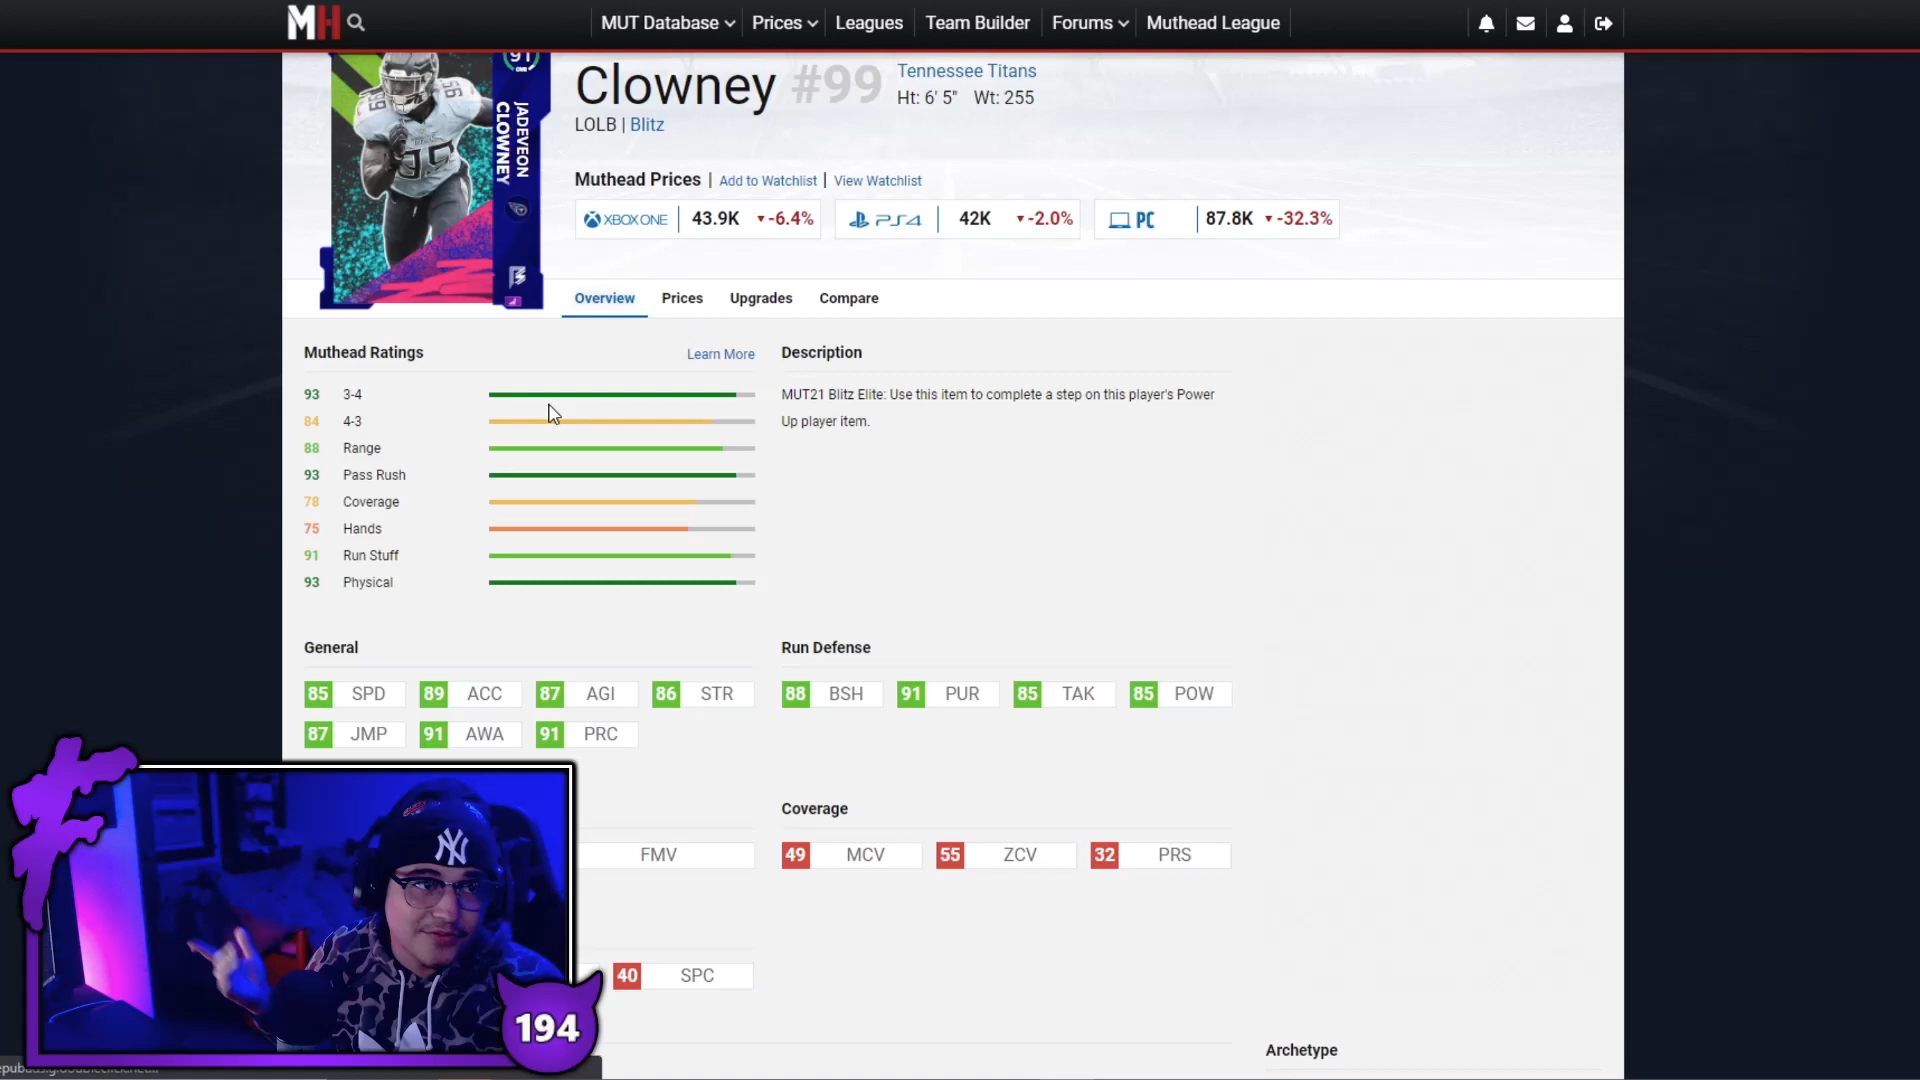 MH
MUT Database
Prices
Leagues
Team Builder
Forums
Muthead League
91
OVR
JADEVEON
CLOWNEY
Clowney #99
Tennessee Titans
Ht: 6' 5" Wt: 255
LOLB | Blitz
Muthead Prices | Add to Watchlist | View Watchlist
XBOX ONE 43.9K -6.4%
PS4 42K -2.0%
PC 87.8K -32.3%
Overview Prices Upgrades Compare
Muthead Ratings
Learn More
93 3-4
84 4-3
88 Range
93 Pass Rush
78 Coverage
75 Hands
91 Run Stuff
93 Physical
Description
MUT21 Blitz Elite: Use this item to complete a step on this player's Power
Up player item.
General
85 SPD 89 ACC 87 AGI 86 STR
87 JMP 91 AWA 91 PRC
Run Defense
88 BSH 91 PUR 85 TAK 85 POW
FMV
Coverage
49 MCV 55 ZCV 32 PRS
40 SPC
NY
194
Archetype